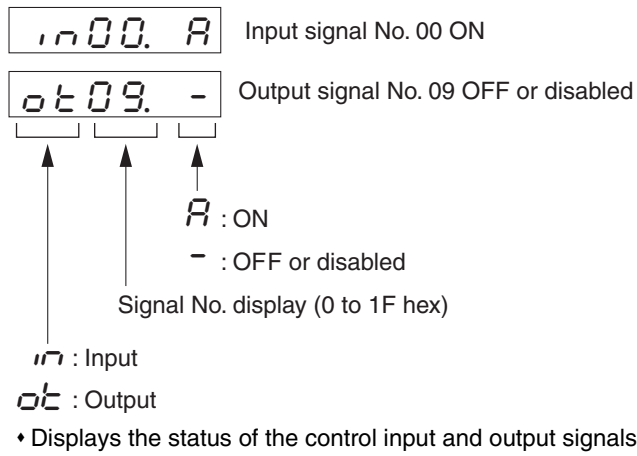 in00. A Input signal No. 00 ON
ot09. - Output signal No. 09 OFF or disabled
A : ON
- : OFF or disabled
Signal No. display (0 to 1F hex)
in : Input
ot : Output
♦ Displays the status of the control input and output signals